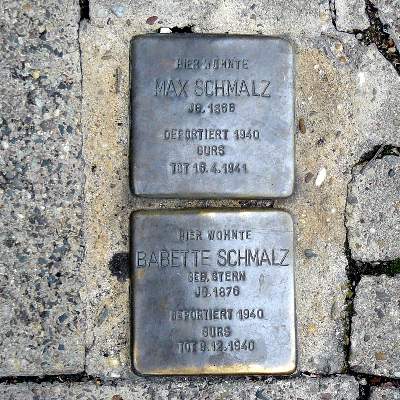 HIER WOHNTE
MAX SCHMALZ
JG. 1868
DEPORTIERT 1940
GURS
TOT 16.4.1941
HIER WOHNTE
BABETTE SCHMALZ
GEB. STERN
JG. 1876
DEPORTIERT 1940
GURS
TOT 9.12.1940